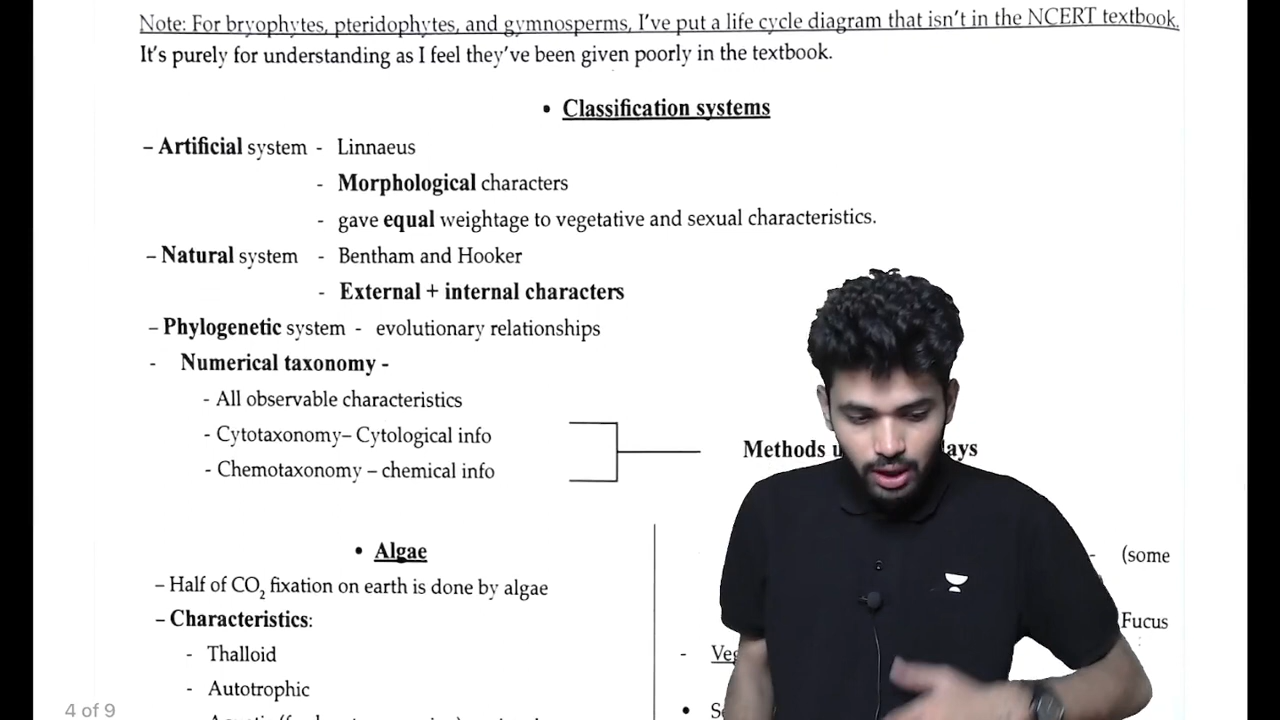 Note: For bryophytes, pteridophytes, and gymnosperms, I've put a life cycle diagram that isn't in the NCERT textbook.
It's purely for understanding as I feel they've been given poorly in the textbook.
• Classification systems
– Artificial system - Linnaeus
- Morphological characters
- gave equal weightage to vegetative and sexual characteristics.
– Natural system - Bentham and Hooker
- External + internal characters
– Phylogenetic system - evolutionary relationships
- Numerical taxonomy -
- All observable characteristics
- Cytotaxonomy– Cytological info
- Chemotaxonomy – chemical info
Methods
• Algae
– Half of CO₂ fixation on earth is done by algae
– Characteristics:
- Thalloid
- Autotrophic
- (some
Fucus
-
•
4 of 9